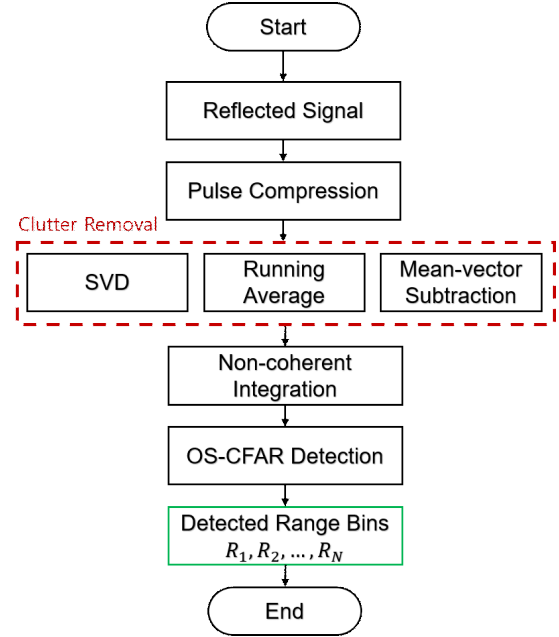 Start
Reflected Signal
Pulse Compression
Clutter Removal
SVD
Running
Average
Mean-vector
Subtraction
Non-coherent
Integration
OS-CFAR Detection
Detected Range Bins
R₁, R₂, … , R_N
End